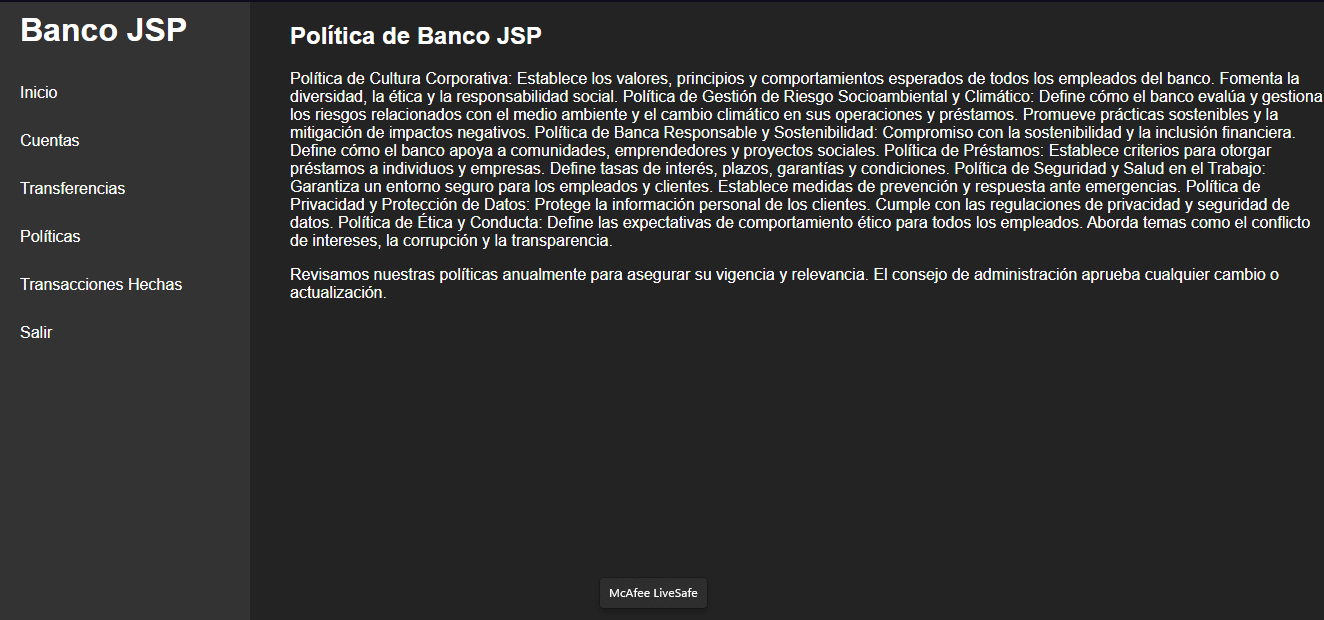 Banco JSP
Inicio
Cuentas
Transferencias
Políticas
Transacciones Hechas
Salir
Política de Banco JSP
Política de Cultura Corporativa: Establece los valores, principios y comportamientos esperados de todos los empleados del banco. Fomenta la
diversidad, la ética y la responsabilidad social. Política de Gestión de Riesgo Socioambiental y Climático: Define cómo el banco evalúa y gestiona
los riesgos relacionados con el medio ambiente y el cambio climático en sus operaciones y préstamos. Promueve prácticas sostenibles y la
mitigación de impactos negativos. Política de Banca Responsable y Sostenibilidad: Compromiso con la sostenibilidad y la inclusión financiera.
Define cómo el banco apoya a comunidades, emprendedores y proyectos sociales. Política de Préstamos: Establece criterios para otorgar
préstamos a individuos y empresas. Define tasas de interés, plazos, garantías y condiciones. Política de Seguridad y Salud en el Trabajo:
Garantiza un entorno seguro para los empleados y clientes. Establece medidas de prevención y respuesta ante emergencias. Política de
Privacidad y Protección de Datos: Protege la información personal de los clientes. Cumple con las regulaciones de privacidad y seguridad de
datos. Política de Ética y Conducta: Define las expectativas de comportamiento ético para todos los empleados. Aborda temas como el conflicto
de intereses, la corrupción y la transparencia.
Revisamos nuestras políticas anualmente para asegurar su vigencia y relevancia. El consejo de administración aprueba cualquier cambio o
actualización.
McAfee LiveSafe